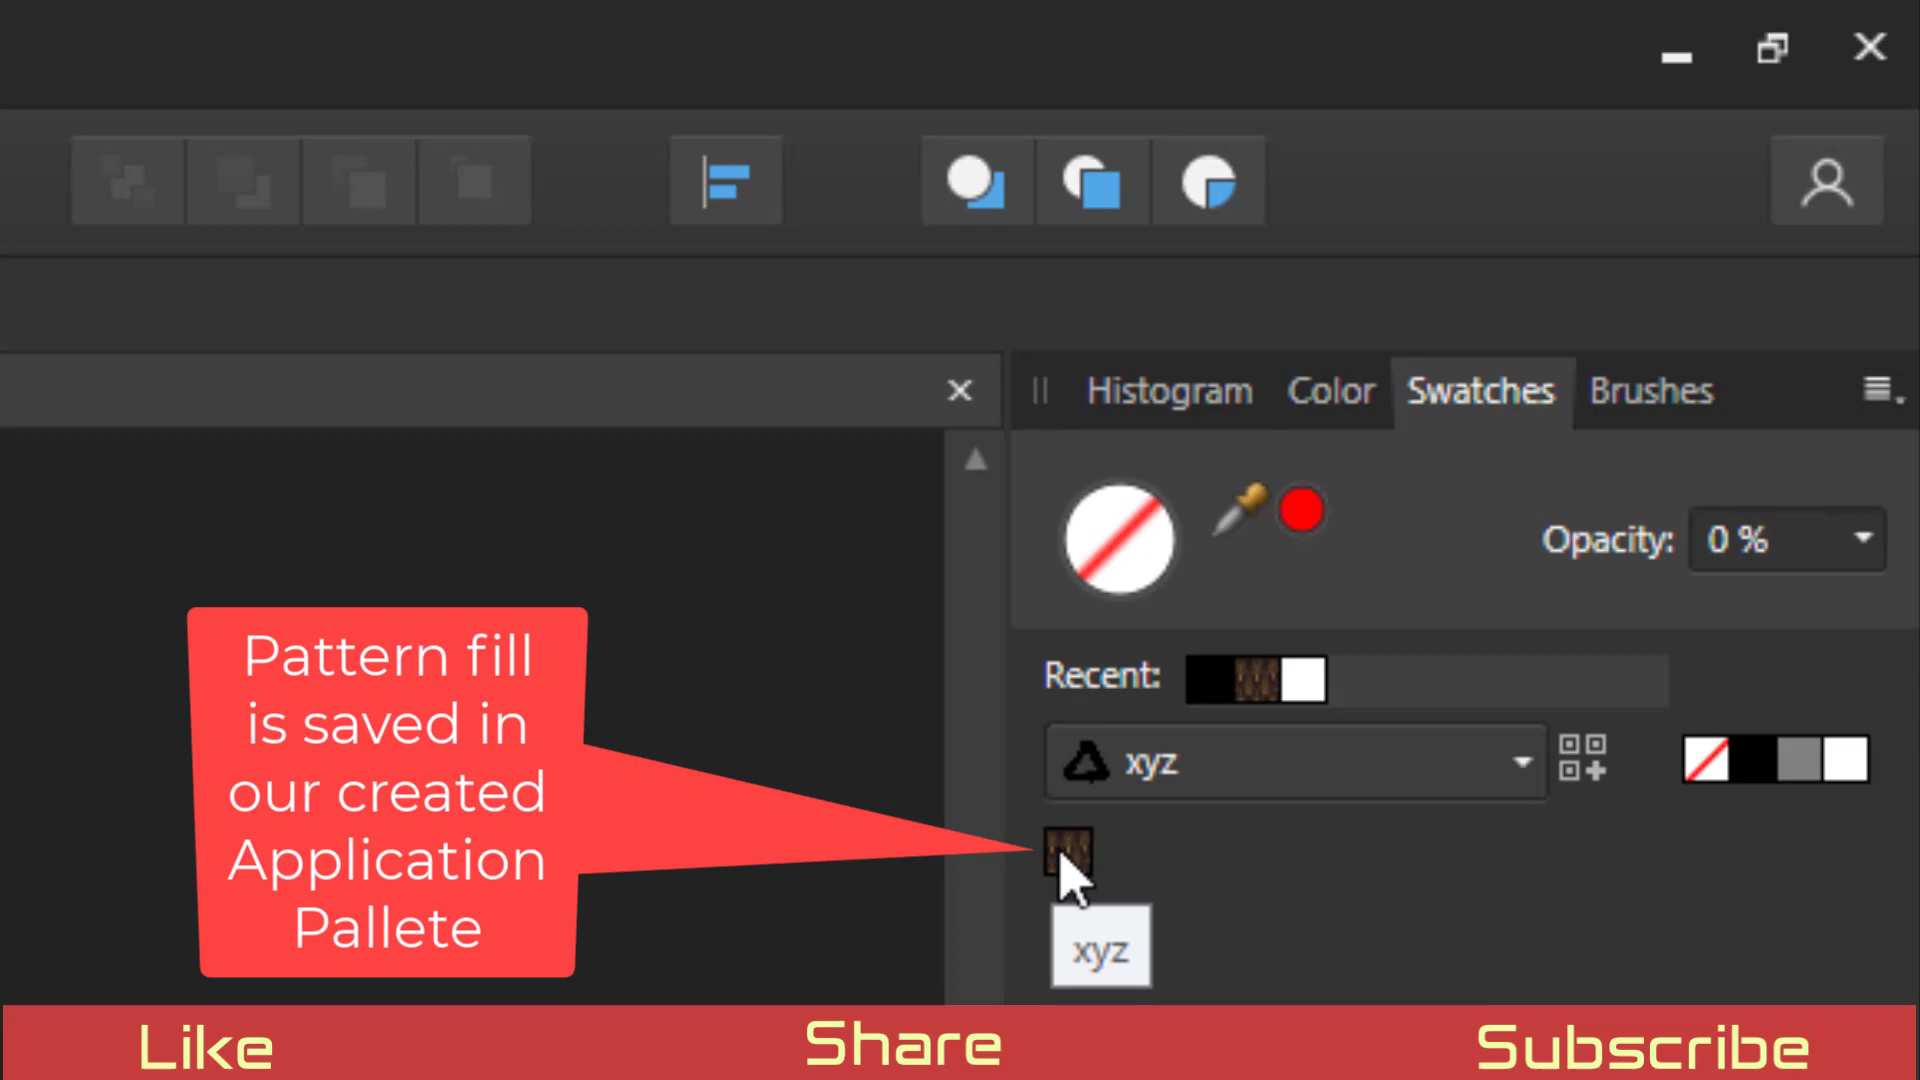 Histogram Color Swatches Brushes
Opacity: 0 %
Recent:
xyz
xyz
Pattern fill
is saved in
our created
Application
Pallete
Like Share Subscribe